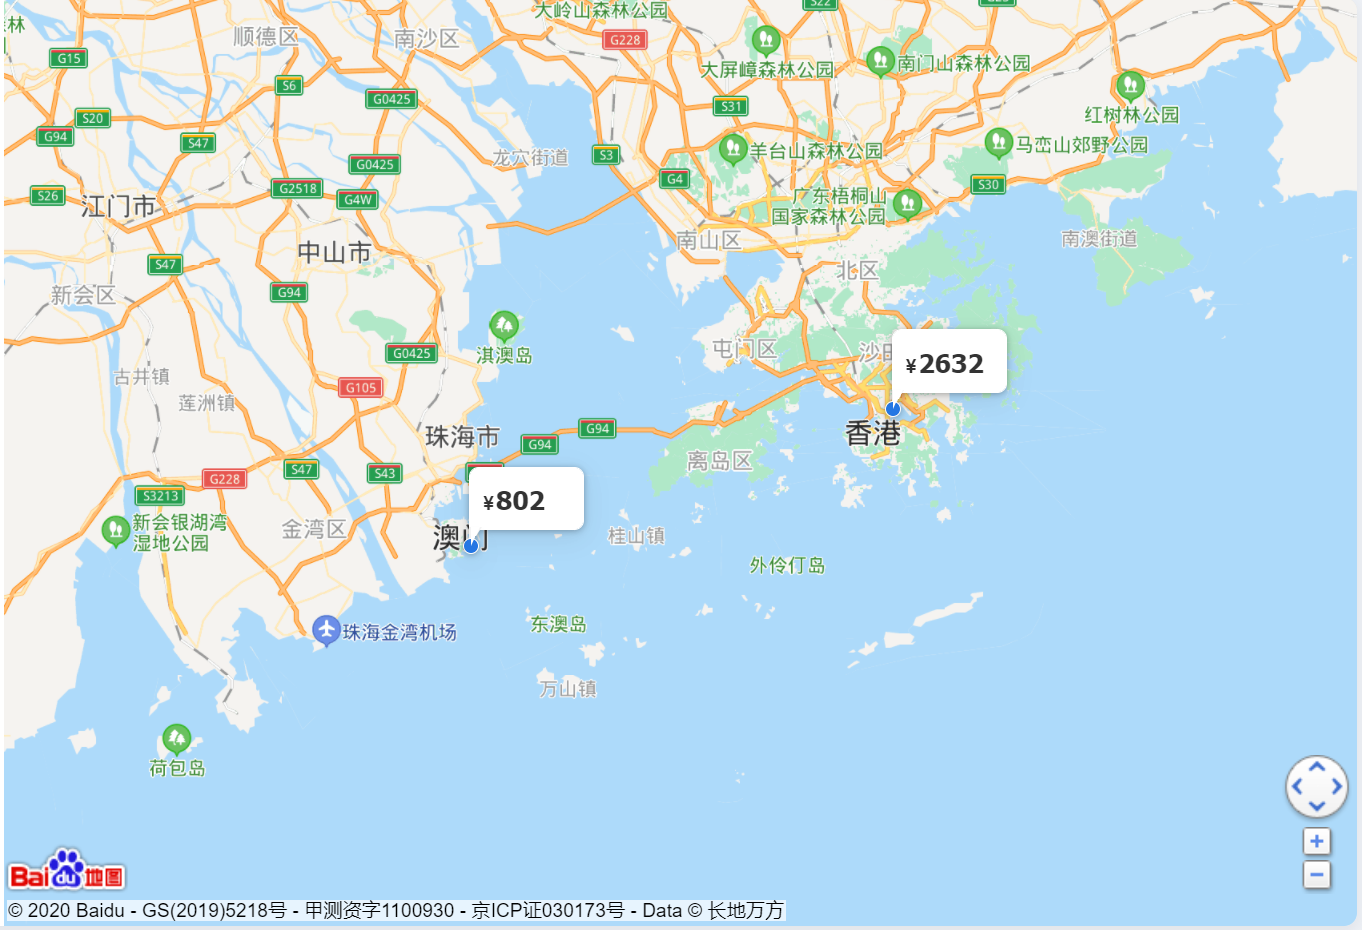 大岭山森林公园
S22
林
顺德区
南沙区
G228
G15
大屏嶂森林公园
南门山森林公园
S6
G0425
S31
红树林公园
S20
G94
S47
龙穴街道
S3
羊台山森林公园
马峦山郊野公园
G0425
G4
S30
G2518
G4W
S26
江门市
广东梧桐山
国家森林公园
南山区
南澳街道
中山市
S47
北区
新会区
G94
淇澳岛
G0425
屯门区
沙田
¥2632
古井镇
G105
莲洲镇
珠海市
G94
G94
香港
离岛区
S47
S43
G228
S3213
¥802
新会银湖湾
湿地公园
金湾区
澳门
桂山镇
外伶仃岛
东澳岛
珠海金湾机场
万山镇
荷包岛
Bai du 地图
© 2020 Baidu - GS(2019)5218号 - 甲测资字1100930 - 京ICP证030173号 - Data © 长地万方